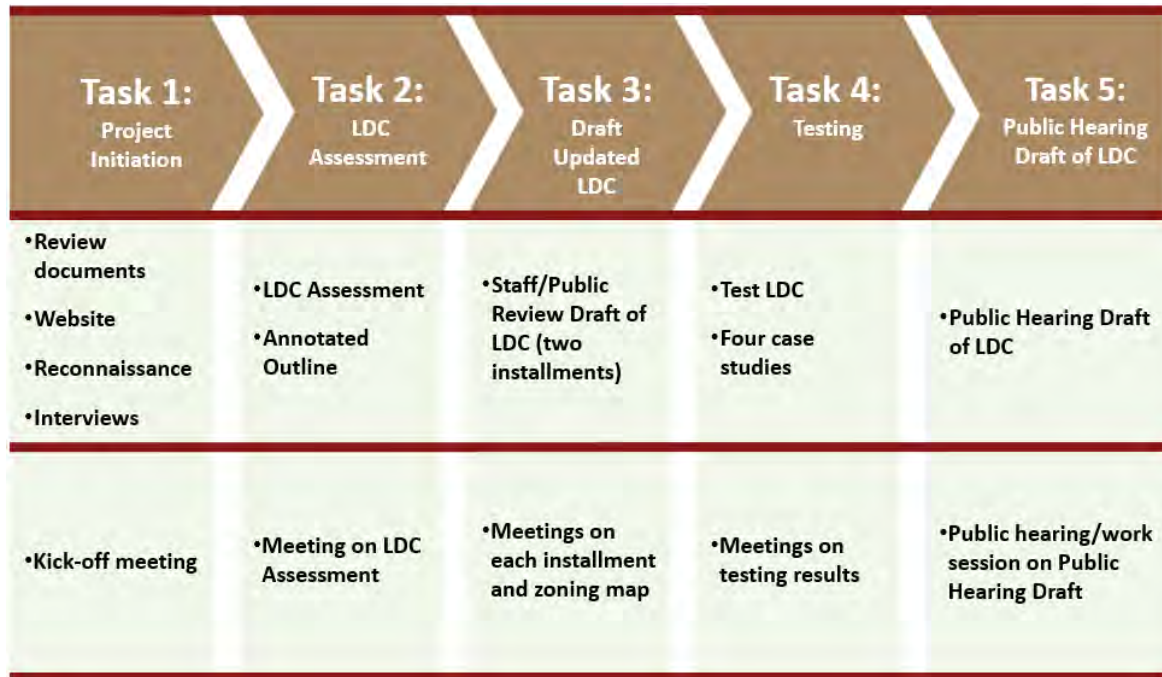 Task 1:
Project
Initiation
Task 2:
LDC
Assessment
Task 3:
Draft
Updated
LDC
Task 4:
Testing
Task 5:
Public Hearing
Draft of LDC
•Review
documents
•Website
•Reconnaissance
•Interviews
•LDC Assessment
•Annotated
Outline
•Staff/Public
Review Draft of
LDC (two
installments)
•Test LDC
•Four case
studies
•Public Hearing Draft
of LDC
•Kick-off meeting
•Meeting on LDC
Assessment
•Meetings on
each installment
and zoning map
•Meetings on
testing results
•Public hearing/work
session on Public
Hearing Draft